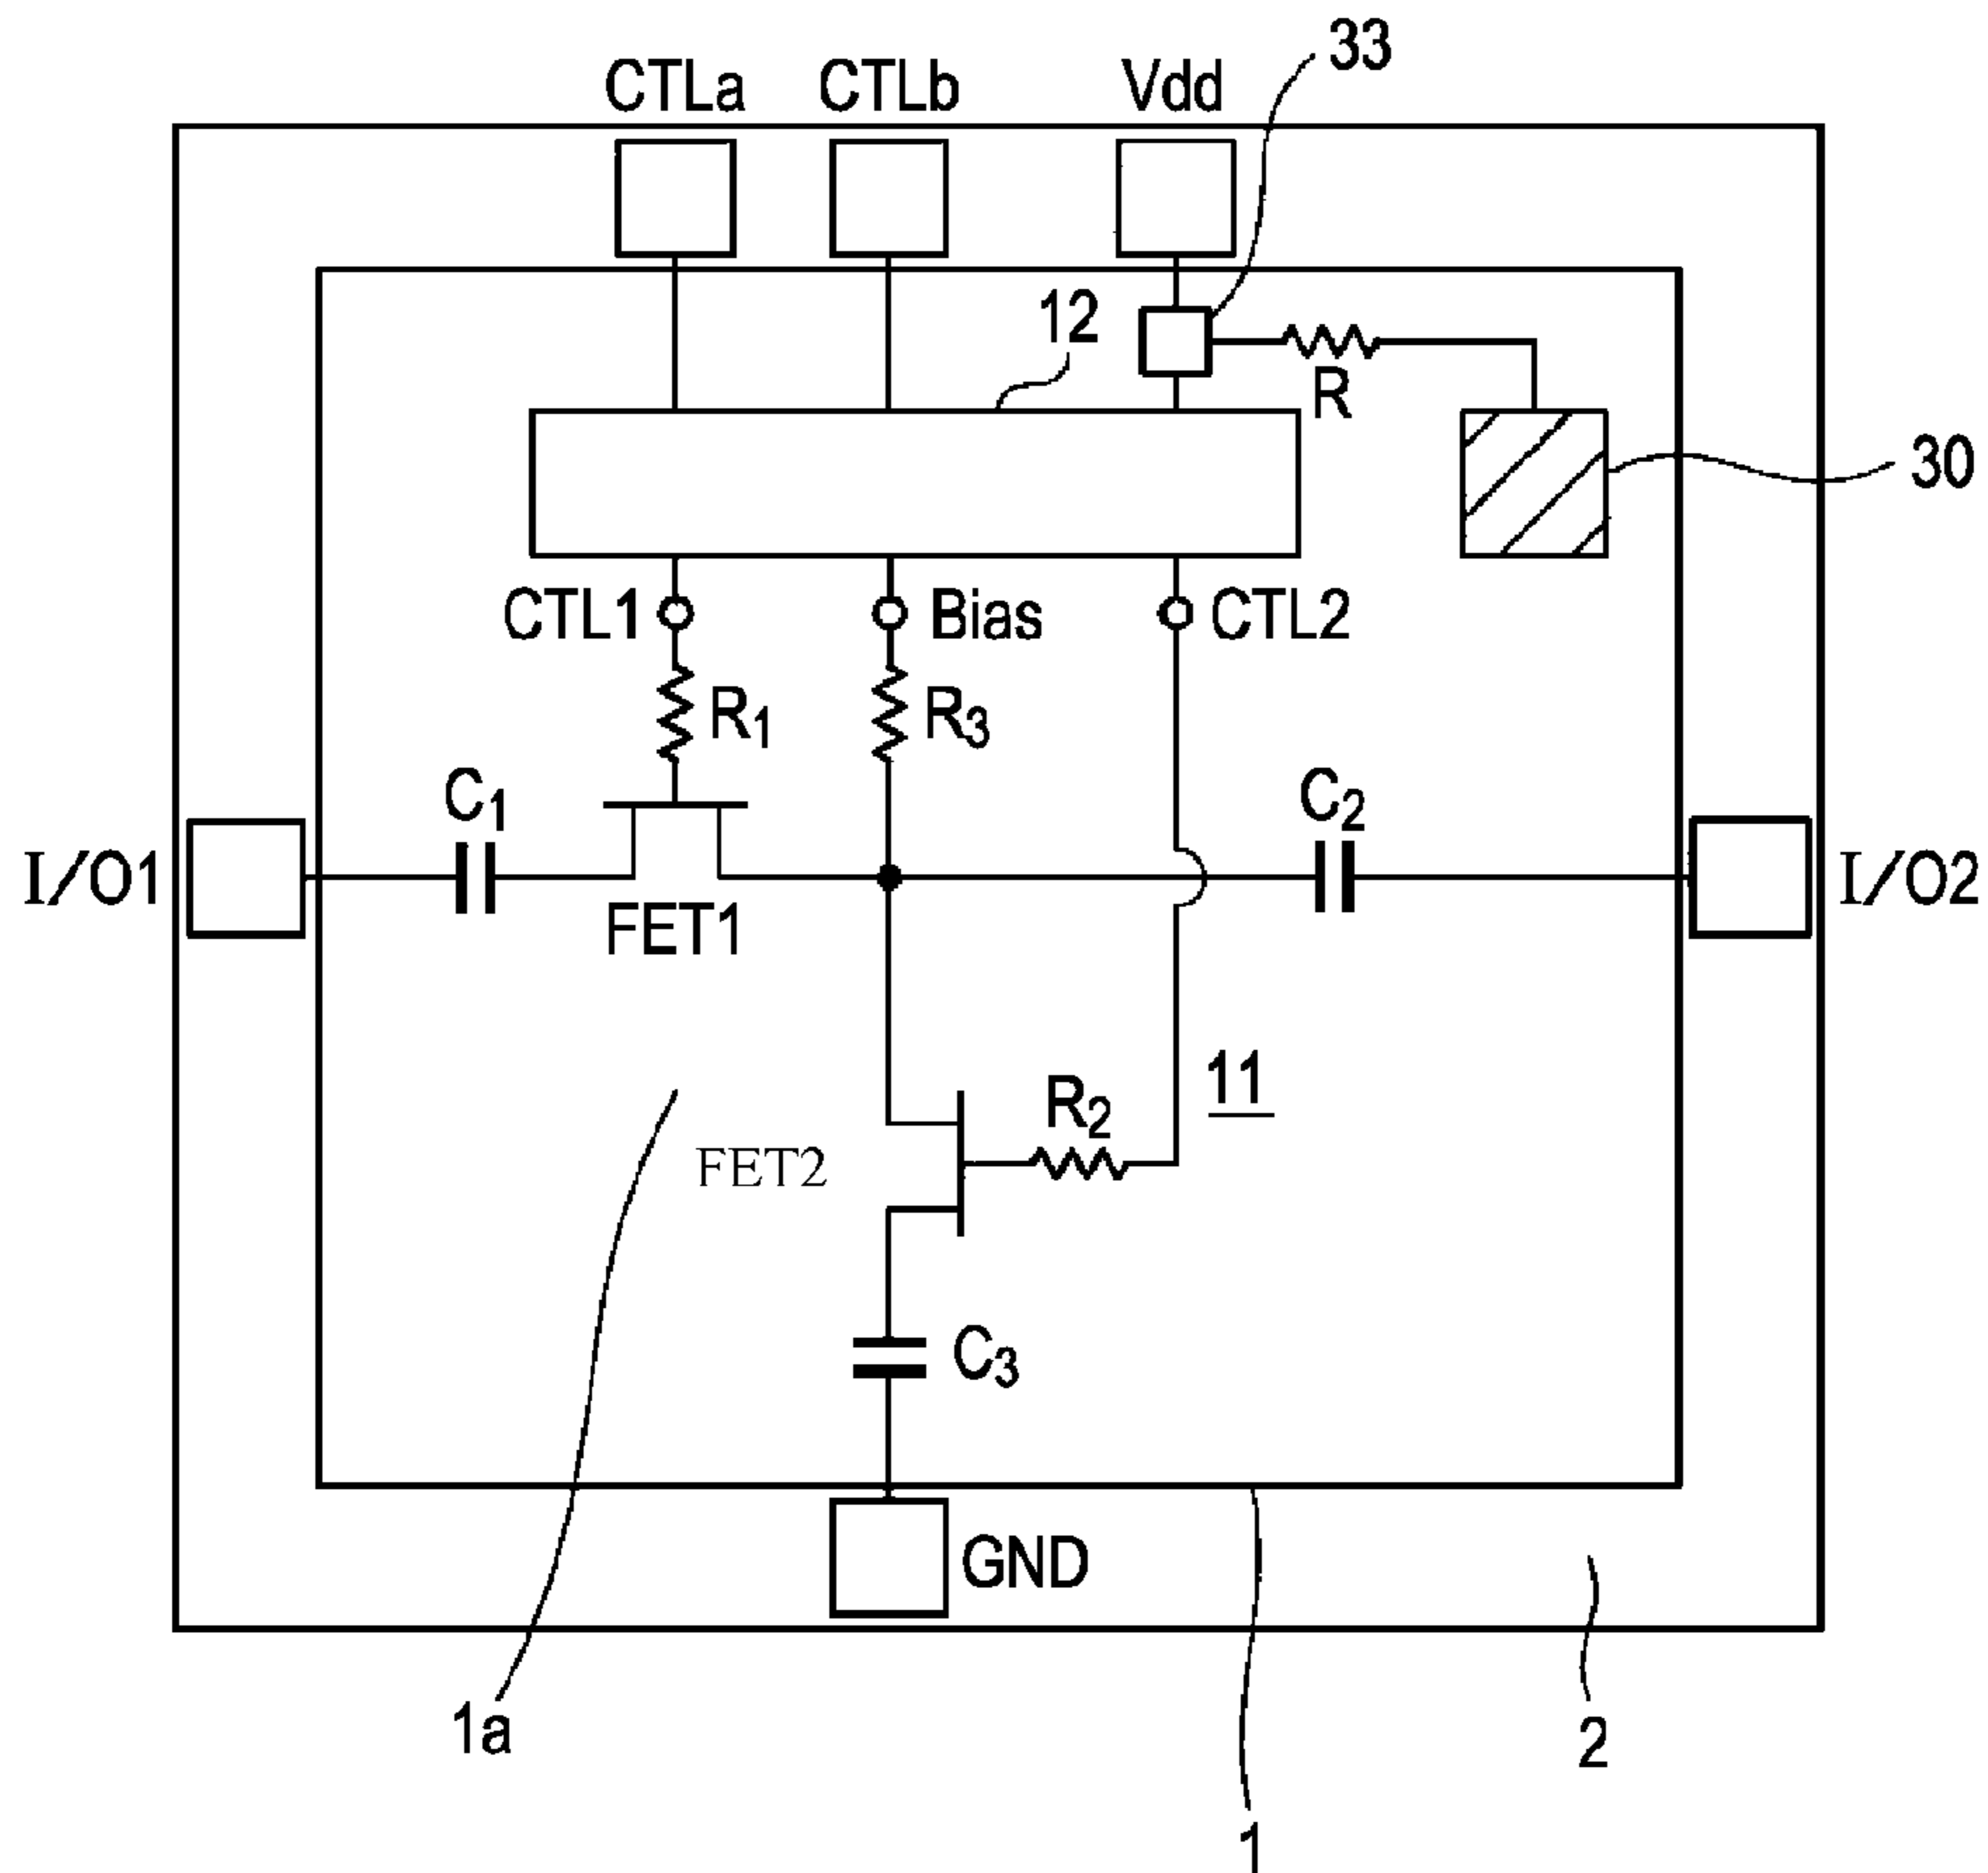 33
CTLa CTLb Vdd
12
R
30
CTL1 Bias CTL2
R1 R3
C1 C2
I/O1 I/O2
FET1
11
R2
FET2
C3
GND
1a
2
1